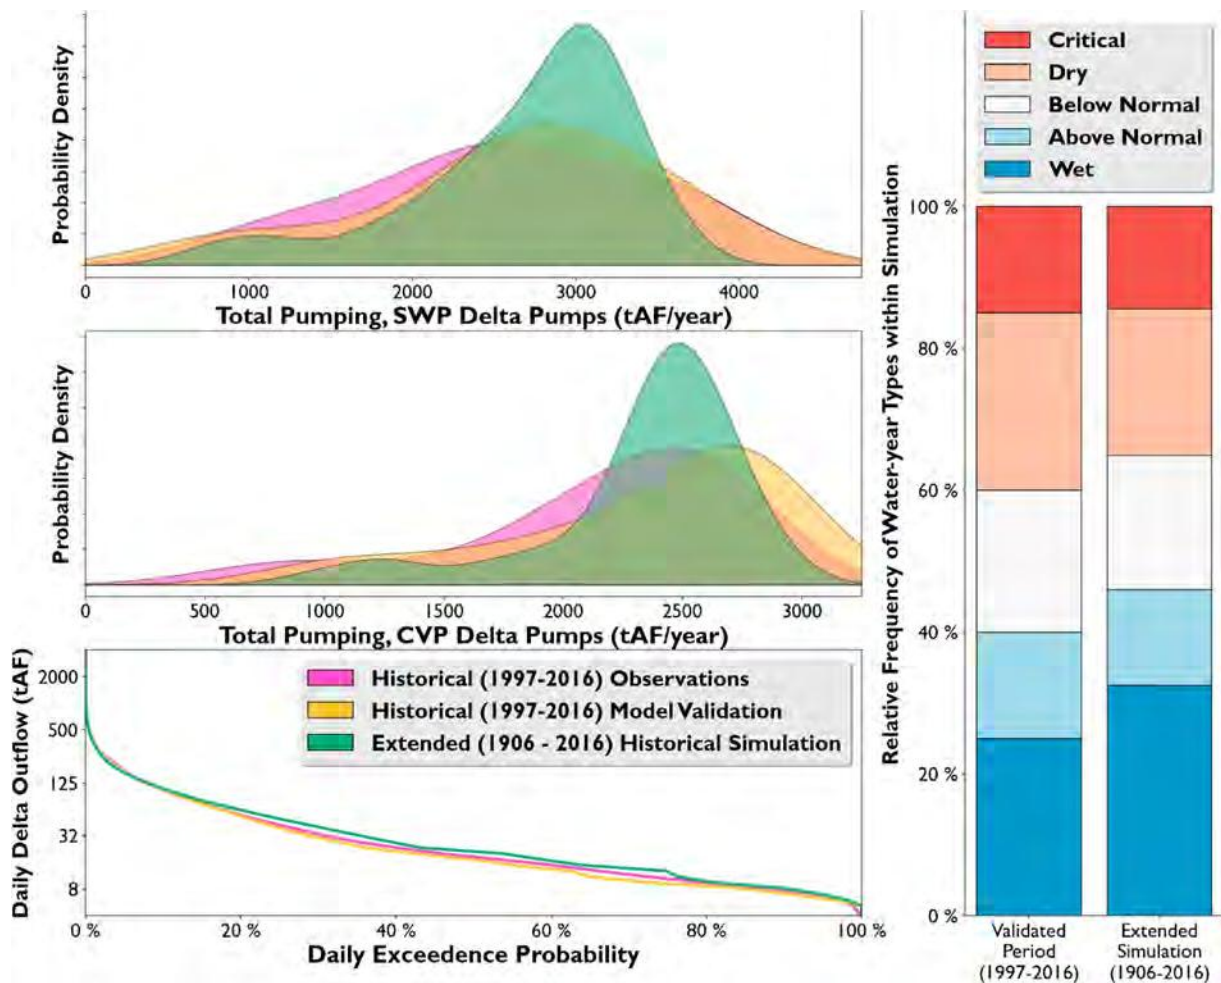 Probability Density
0
1000
2000
3000
4000
Total Pumping, SWP Delta Pumps (tAF/year)
Probability Density
0
500
1000
1500
2000
2500
3000
Total Pumping, CVP Delta Pumps (tAF/year)
Daily Delta Outflow (tAF)
2000
500
125
32
8
Historical (1997-2016) Observations
Historical (1997-2016) Model Validation
Extended (1906 - 2016) Historical Simulation
0 %
20 %
40 %
60 %
80 %
100 %
Daily Exceedence Probability
Critical
Dry
Below Normal
Above Normal
Wet
Relative Frequency of Water-year Types within Simulation
100 %
80 %
60 %
40 %
20 %
0 %
Validated
Period
(1997-2016)
Extended
Simulation
(1906-2016)